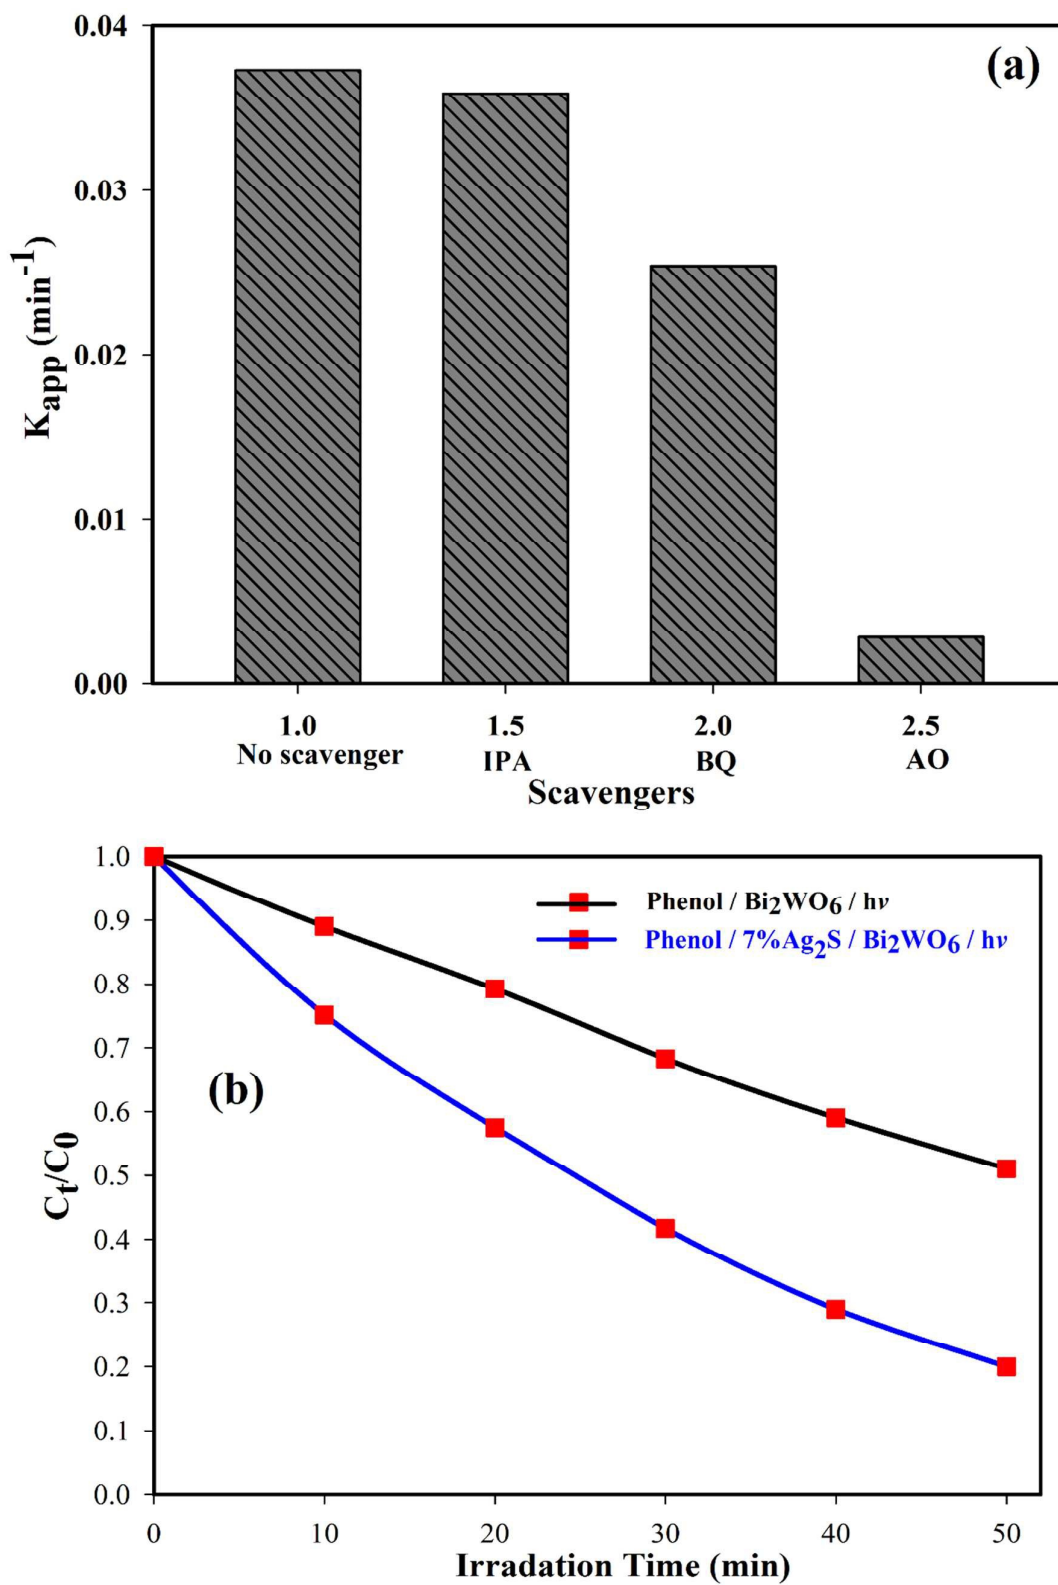 (a)
0.04
0.03
0.02
0.01
0.00
K_app (min^-1)
1.0 1.5 2.0 2.5
No scavenger IPA BQ AO
Scavengers
1.0
0.9
0.8
0.7
0.6
0.5
0.4
0.3
0.2
0.1
0.0
C_t/C_0
Phenol / Bi2WO6 / hν
Phenol / 7%Ag2S / Bi2WO6 / hν
(b)
0 10 20 30 40 50
Irradation Time (min)